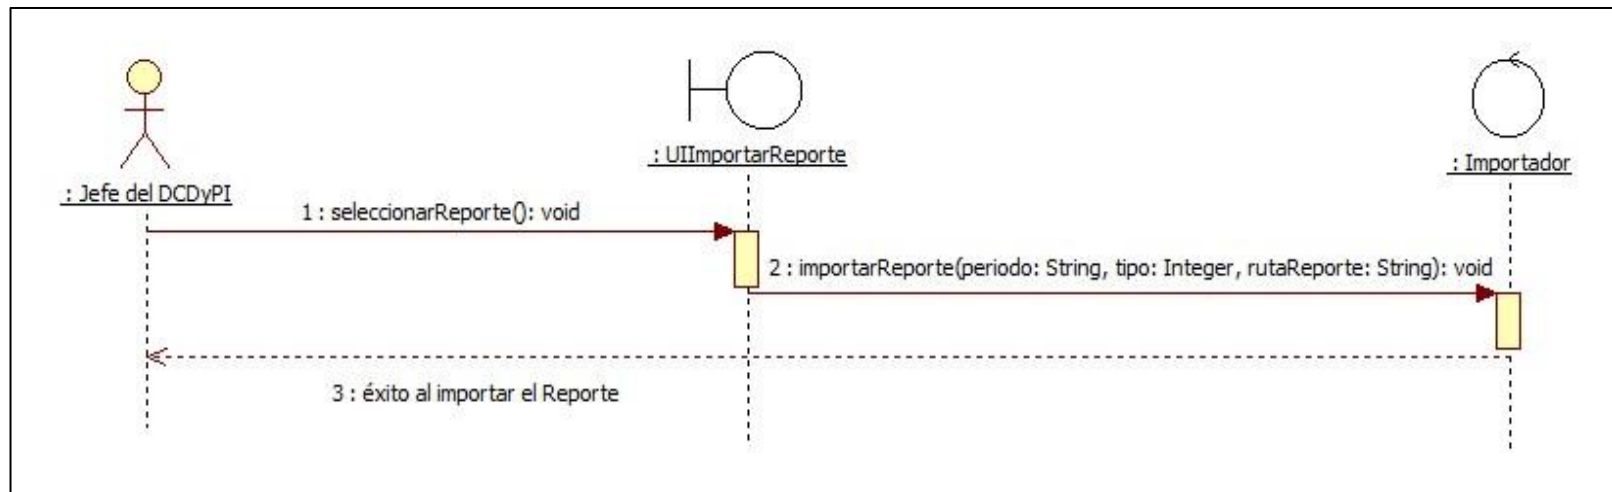 : UIImportarReporte
: Importador
: Jefe del DCDyPI
1 : seleccionarReporte(): void
2 : importarReporte(periodo: String, tipo: Integer, rutaReporte: String): void
3 : éxito al importar el Reporte